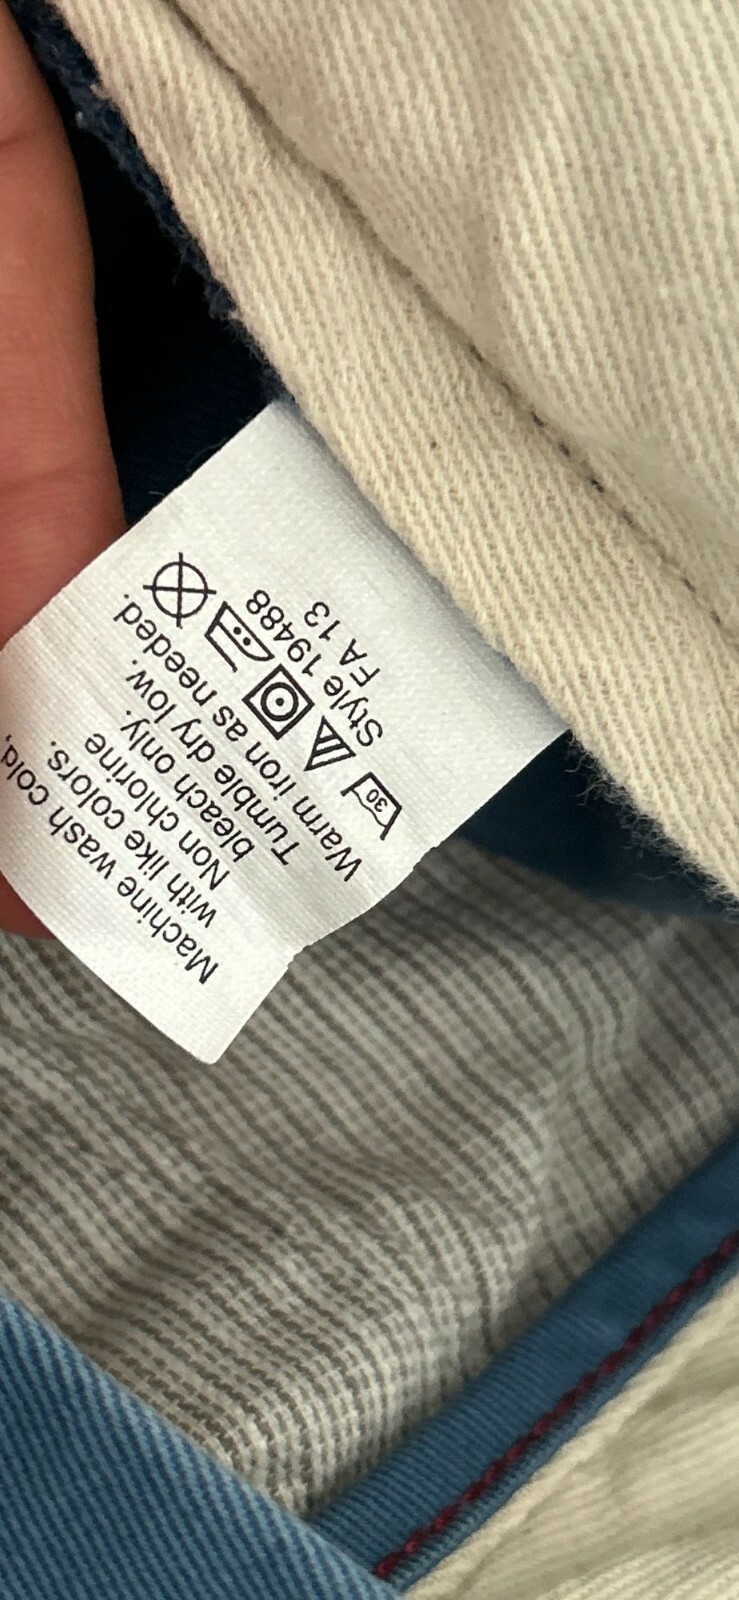 Machine wash cold,
with like colors.
Non chlorine
bleach only.
Tumble dry low.
Warm iron as needed.
30
Style 19488
FA 13